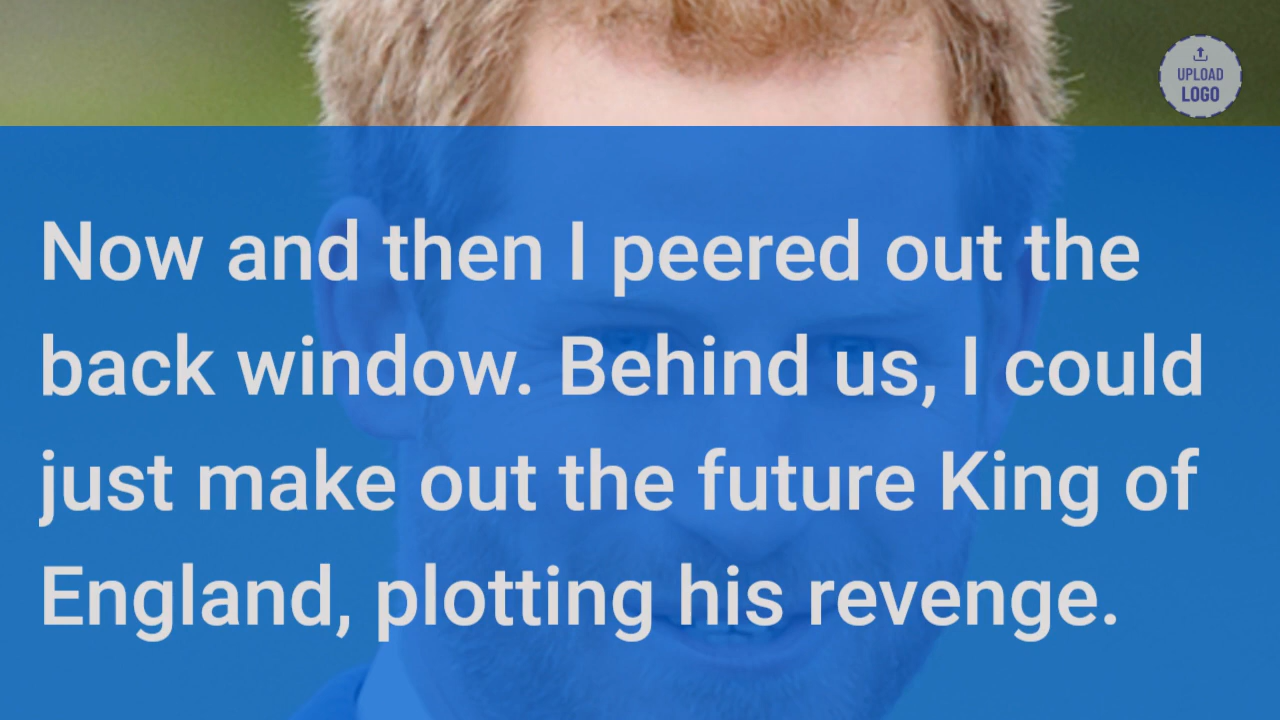 UPLOAD
LOGO
Now and then I peered out the
back window. Behind us, I could
just make out the future King of
England, plotting his revenge.